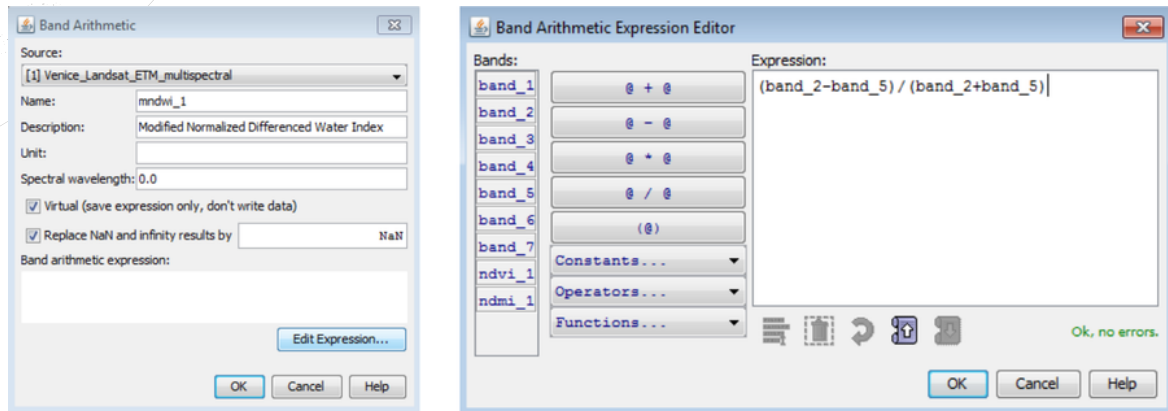 Band Arithmetic
Source:
[1] Venice_Landsat_ETM_multispectral
Name: mndwi_1
Description: Modified Normalized Differenced Water Index
Unit:
Spectral wavelength: 0.0
Virtual (save expression only, don't write data)
Replace NaN and infinity results by NaN
Band arithmetic expression:
Edit Expression...
OK Cancel Help
Band Arithmetic Expression Editor
Bands: Expression:
band_1 @ + @ (band_2-band_5)/(band_2+band_5)
band_2 @ - @
band_3
band_4 @ * @
band_5 @ / @
band_6 (@)
band_7 Constants...
ndvi_1 Operators...
ndmi_1 Functions...
Ok, no errors.
OK Cancel Help